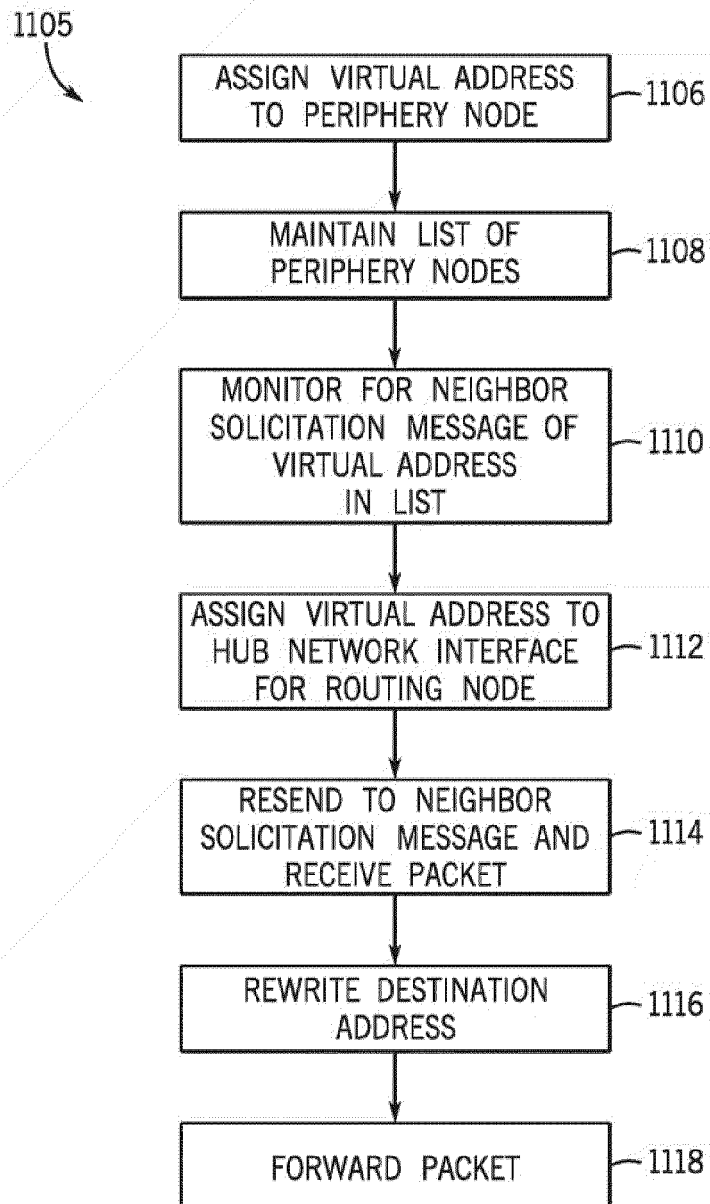 1105
ASSIGN VIRTUAL ADDRESS
TO PERIPHERY NODE
1106
MAINTAIN LIST OF
PERIPHERY NODES
1108
MONITOR FOR NEIGHBOR
SOLICITATION MESSAGE OF
VIRTUAL ADDRESS
IN LIST
1110
ASSIGN VIRTUAL ADDRESS TO
HUB NETWORK INTERFACE
FOR ROUTING NODE
1112
RESEND TO NEIGHBOR
SOLICITATION MESSAGE AND
RECEIVE PACKET
1114
REWRITE DESTINATION
ADDRESS
1116
FORWARD PACKET
1118